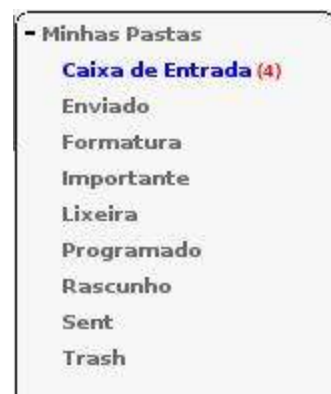 - Minhas Pastas
Caixa de Entrada (4)
Enviado
Formatura
Importante
Lixeira
Programado
Rascunho
Sent
Trash